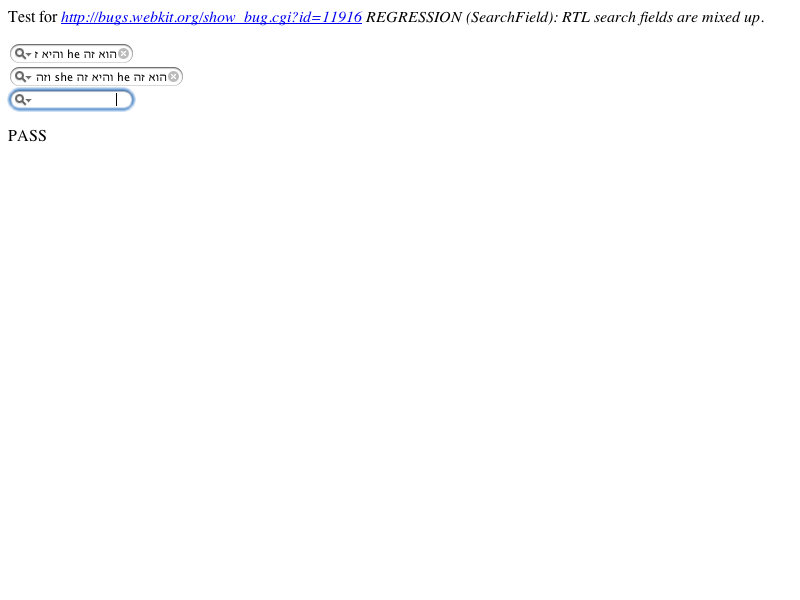 Test for http://bugs.webkit.org/show_bug.cgi?id=11916 REGRESSION (SearchField): RTL search fields are mixed up.
הוא זה he והיא ז
הוא זה he והיא זה she וזה
PASS